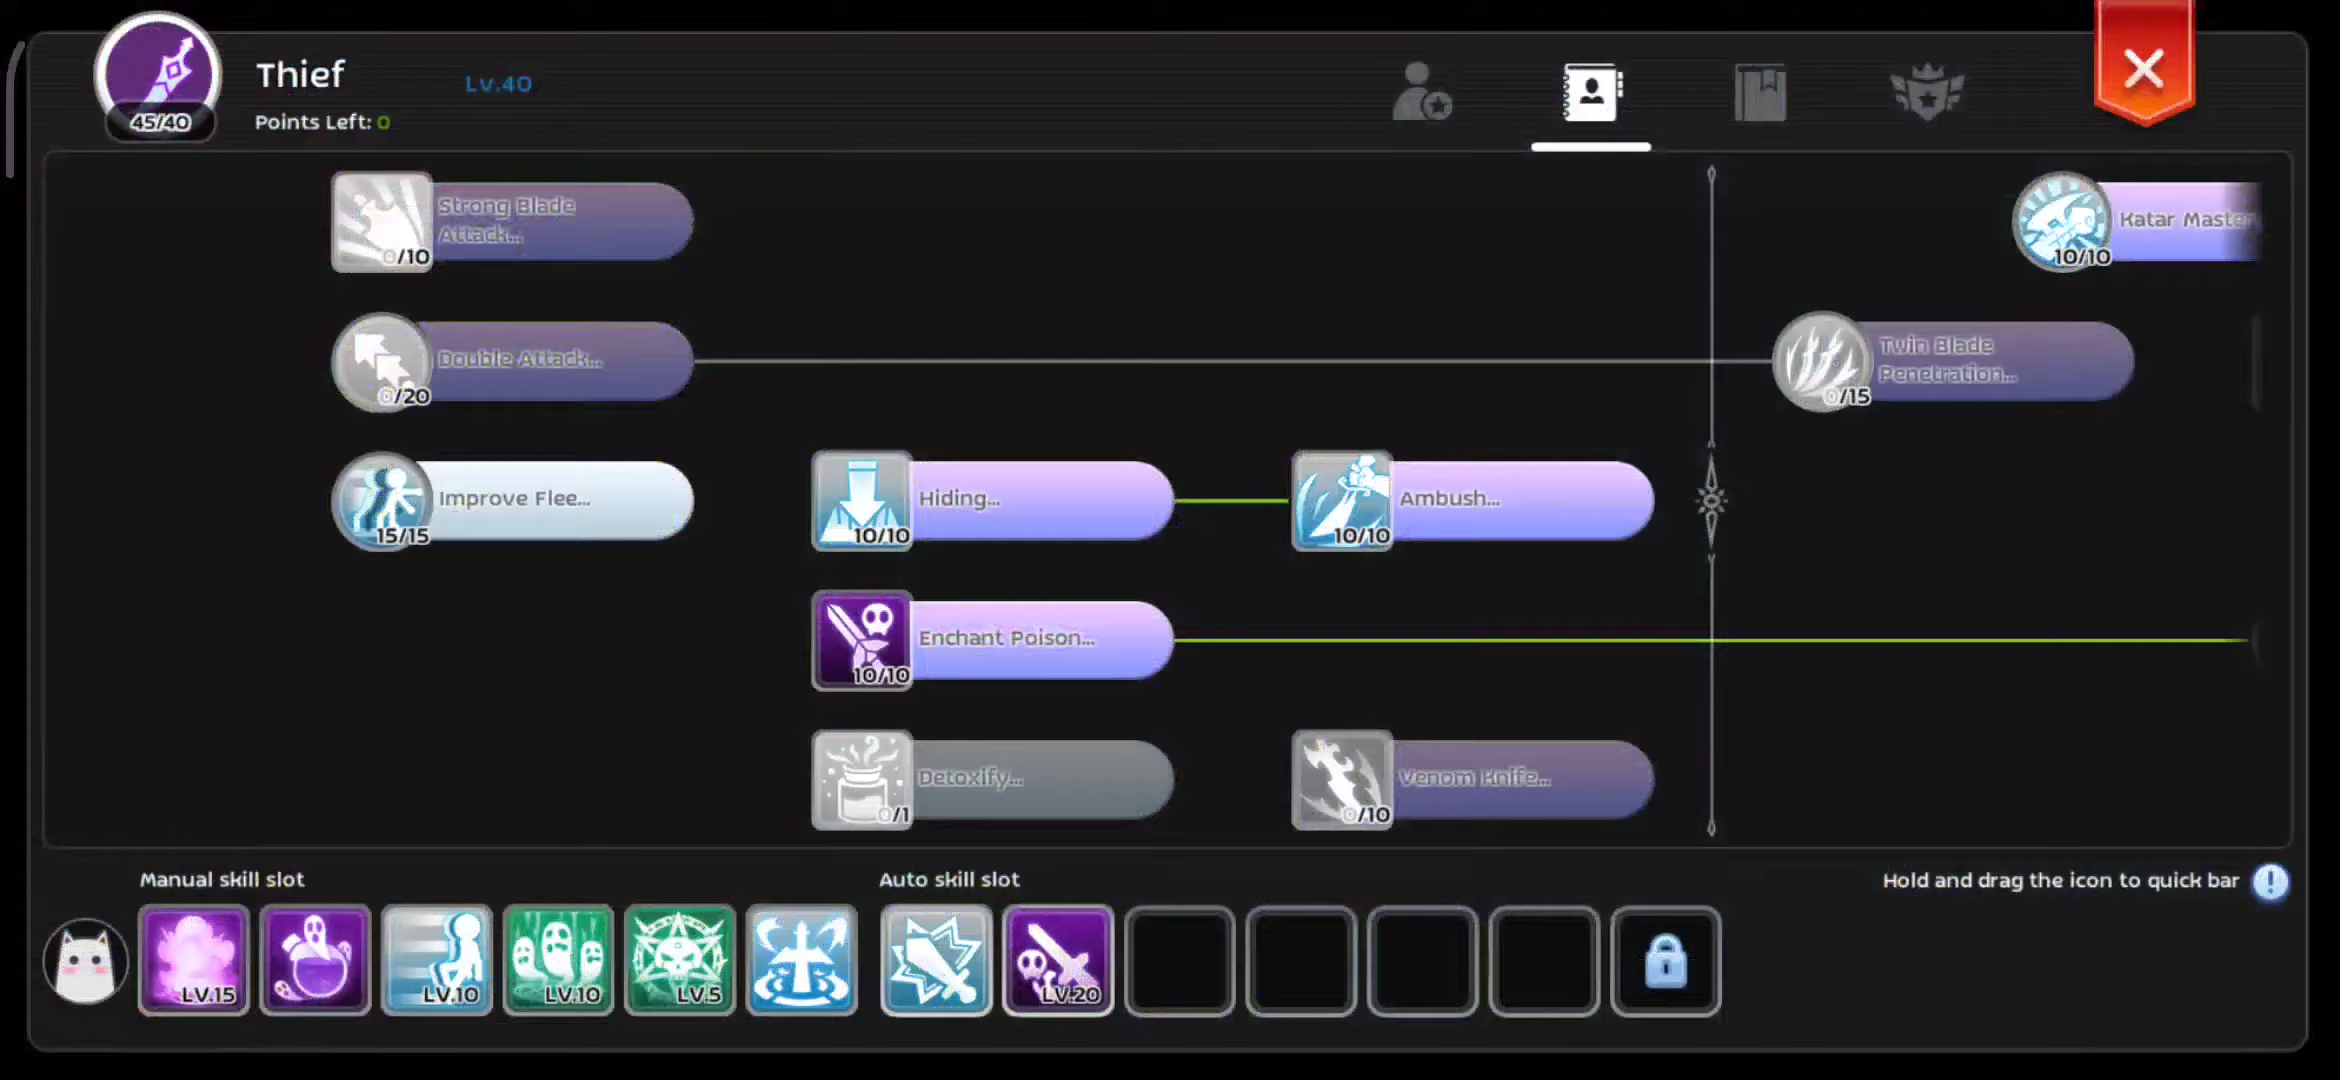 Thief
Lv.40
45/40
Points Left: 0
Strong Blade
Attack...
0/10
Katar Master
10/10
Double Attack...
0/20
Twin Blade
Penetration...
0/15
Improve Flee...
15/15
Hiding...
10/10
Ambush...
10/10
Enchant Poison...
10/10
Detoxify...
0/1
Venom Knife...
0/10
Manual skill slot
Auto skill slot
Hold and drag the icon to quick bar
LV.15
LV.10
LV.10
LV.5
LV.20